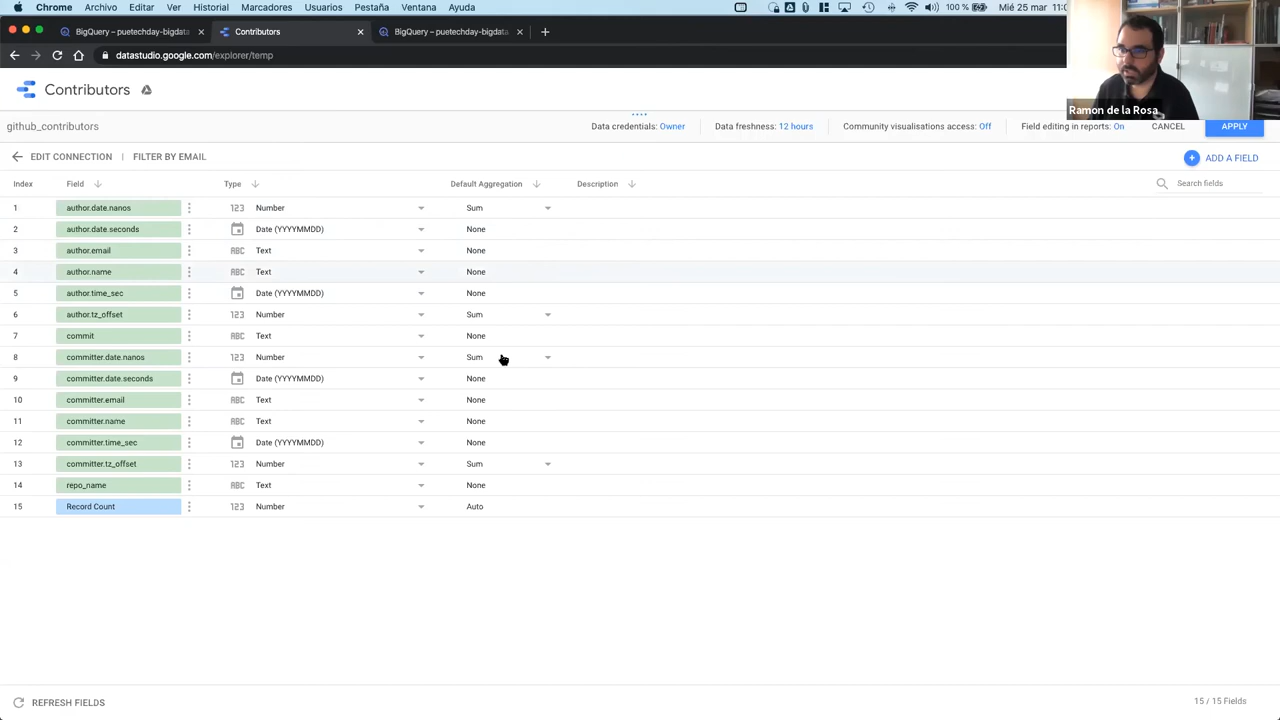 Chrome Archivo Editar Ver Historial Marcadores Usuarios Pestaña Ventana Ayuda 100 % Mié 25 mar
BigQuery – puetechday-bigdata Contributors BigQuery – puetechday-bigdata
datastudio.google.com/explorer/temp
Contributors
Ramon de la Rosa
github_contributors Data credentials: Owner Data freshness: 12 hours Community visualisations access: Off Field editing in reports: On CANCEL APPLY
EDIT CONNECTION | FILTER BY EMAIL ADD A FIELD
Index Field Type Default Aggregation Description Search fields
1 author.date.nanos 123 Number Sum
2 author.date.seconds Date (YYYYMMDD) None
3 author.email ABC Text None
4 author.name ABC Text None
5 author.time_sec Date (YYYYMMDD) None
6 author.tz_offset 123 Number Sum
7 commit ABC Text None
8 committer.date.nanos 123 Number Sum
9 committer.date.seconds Date (YYYYMMDD) None
10 committer.email ABC Text None
11 committer.name ABC Text None
12 committer.time_sec Date (YYYYMMDD) None
13 committer.tz_offset 123 Number Sum
14 repo_name ABC Text None
15 Record Count 123 Number Auto
REFRESH FIELDS 15 / 15 Fields